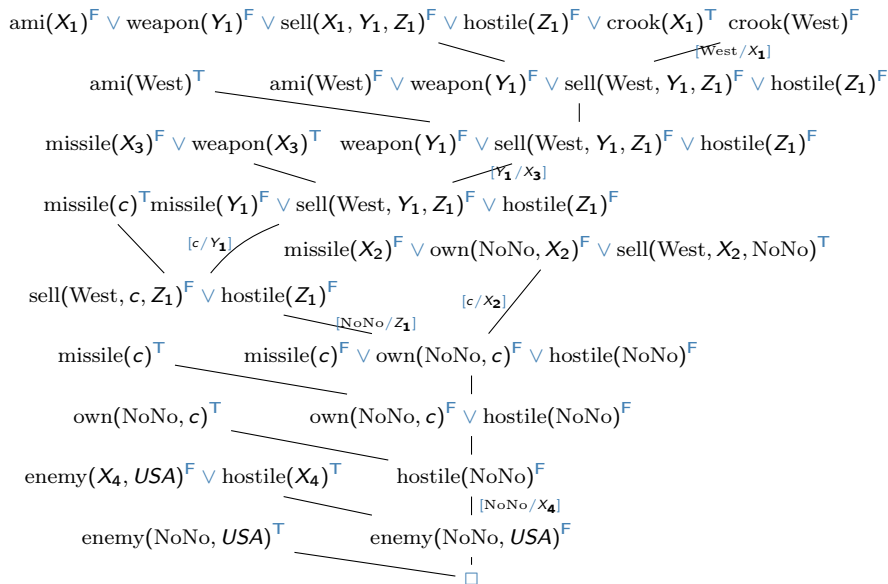 ami(X₁)ꟳ ∨ weapon(Y₁)ꟳ ∨ sell(X₁, Y₁, Z₁)ꟳ ∨ hostile(Z₁)ꟳ ∨ crook(X₁)ᵀ crook(West)ꟳ
[West/X₁]
ami(West)ᵀ ami(West)ꟳ ∨ weapon(Y₁)ꟳ ∨ sell(West, Y₁, Z₁)ꟳ ∨ hostile(Z₁)ꟳ
missile(X₃)ꟳ ∨ weapon(X₃)ᵀ weapon(Y₁)ꟳ ∨ sell(West, Y₁, Z₁)ꟳ ∨ hostile(Z₁)ꟳ
[Y₁/X₃]
missile(c)ᵀ missile(Y₁)ꟳ ∨ sell(West, Y₁, Z₁)ꟳ ∨ hostile(Z₁)ꟳ
[c/Y₁]
missile(X₂)ꟳ ∨ own(NoNo, X₂)ꟳ ∨ sell(West, X₂, NoNo)ᵀ
sell(West, c, Z₁)ꟳ ∨ hostile(Z₁)ꟳ [c/X₂]
[NoNo/Z₁]
missile(c)ᵀ missile(c)ꟳ ∨ own(NoNo, c)ꟳ ∨ hostile(NoNo)ꟳ
own(NoNo, c)ᵀ own(NoNo, c)ꟳ ∨ hostile(NoNo)ꟳ
enemy(X₄, USA)ꟳ ∨ hostile(X₄)ᵀ hostile(NoNo)ꟳ
[NoNo/X₄]
enemy(NoNo, USA)ᵀ enemy(NoNo, USA)ꟳ
□